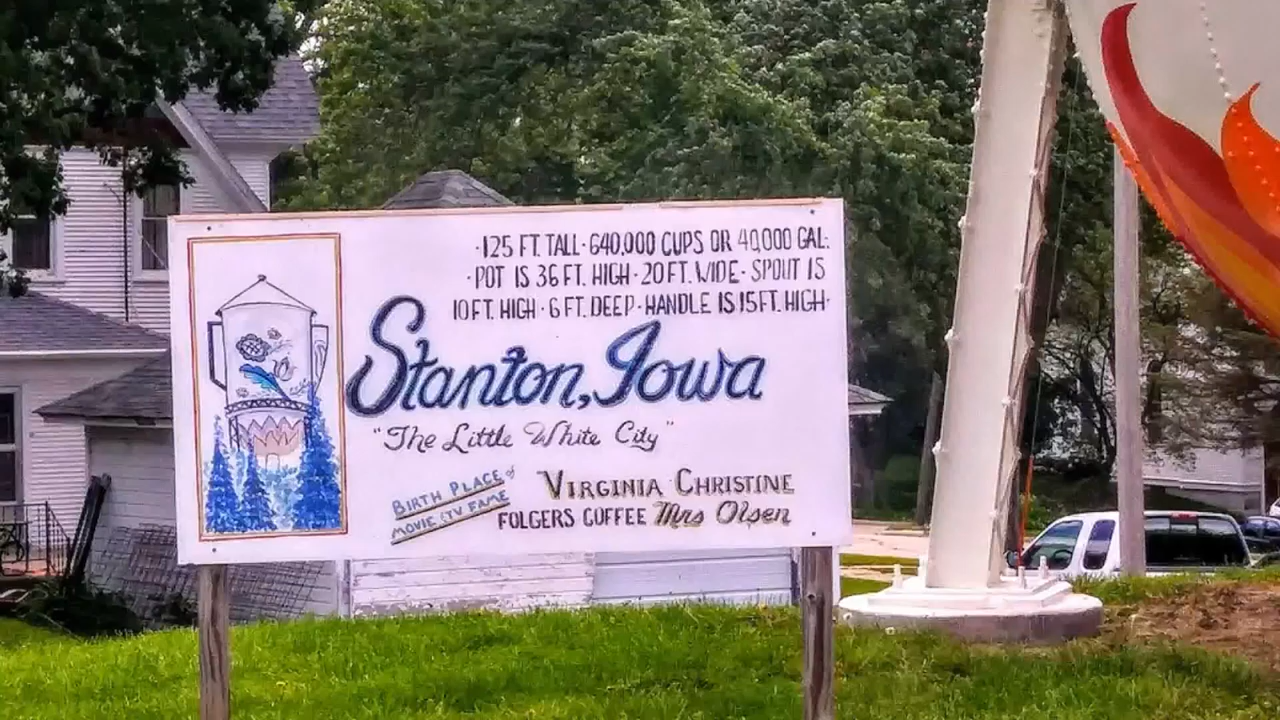 ·125 FT. TALL·640,000 CUPS OR 40,000 GAL·
·POT IS 36 FT. HIGH·20 FT. WIDE·SPOUT IS
10 FT. HIGH·6 FT. DEEP·HANDLE IS 15 FT. HIGH·
Stanton, Iowa
"The Little White City"
BIRTH PLACE of
MOVIE & TV FAME
VIRGINIA CHRISTINE
FOLGERS COFFEE Mrs Olsen